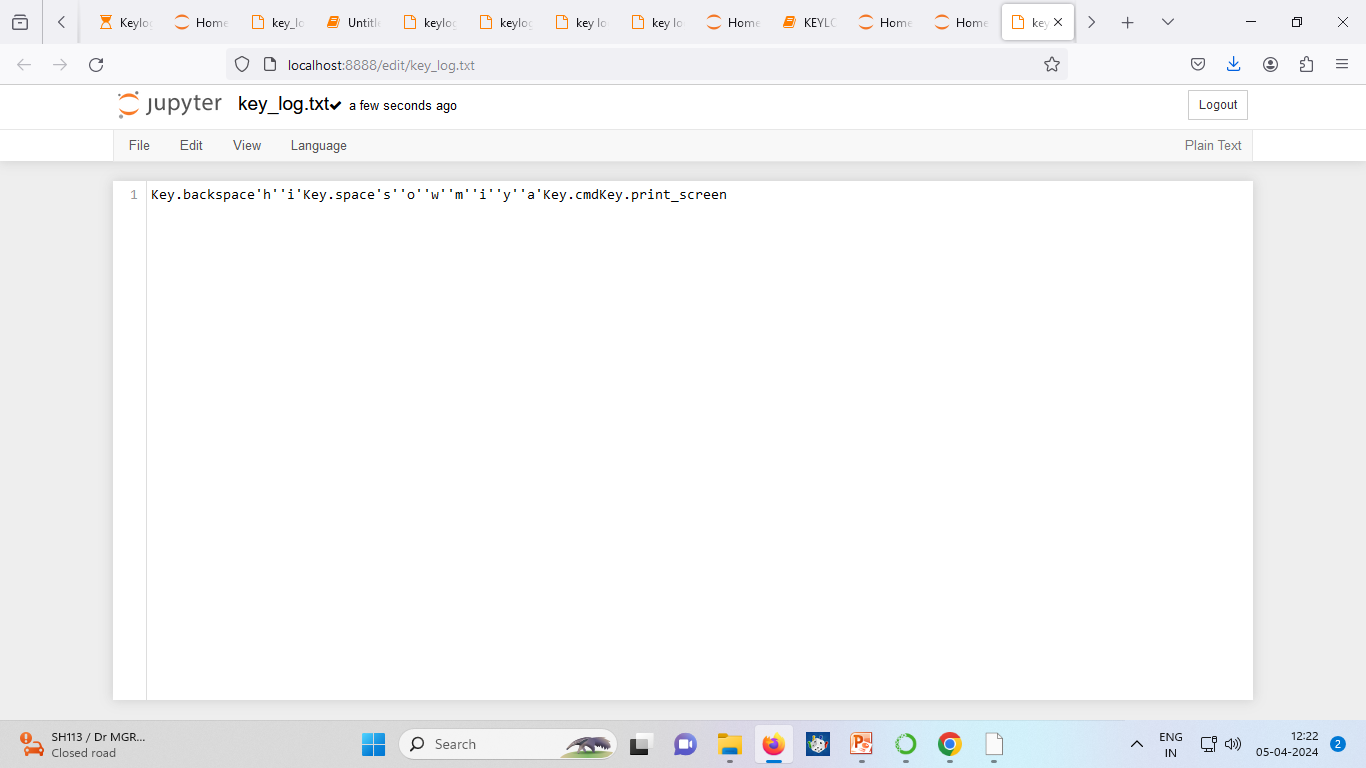 Keylog Home key_lo Untitle keylog keylog key lo key lo Home KEYLO Home Home key
localhost:8888/edit/key_log.txt
jupyter key_log.txt a few seconds ago Logout
File Edit View Language Plain Text
1 Key.backspace'h''i'Key.space's''o''w''m''i''y''a'Key.cmdKey.print_screen
SH113 / Dr MGR...
Closed road
Search
ENG
IN
12:22
05-04-2024
2